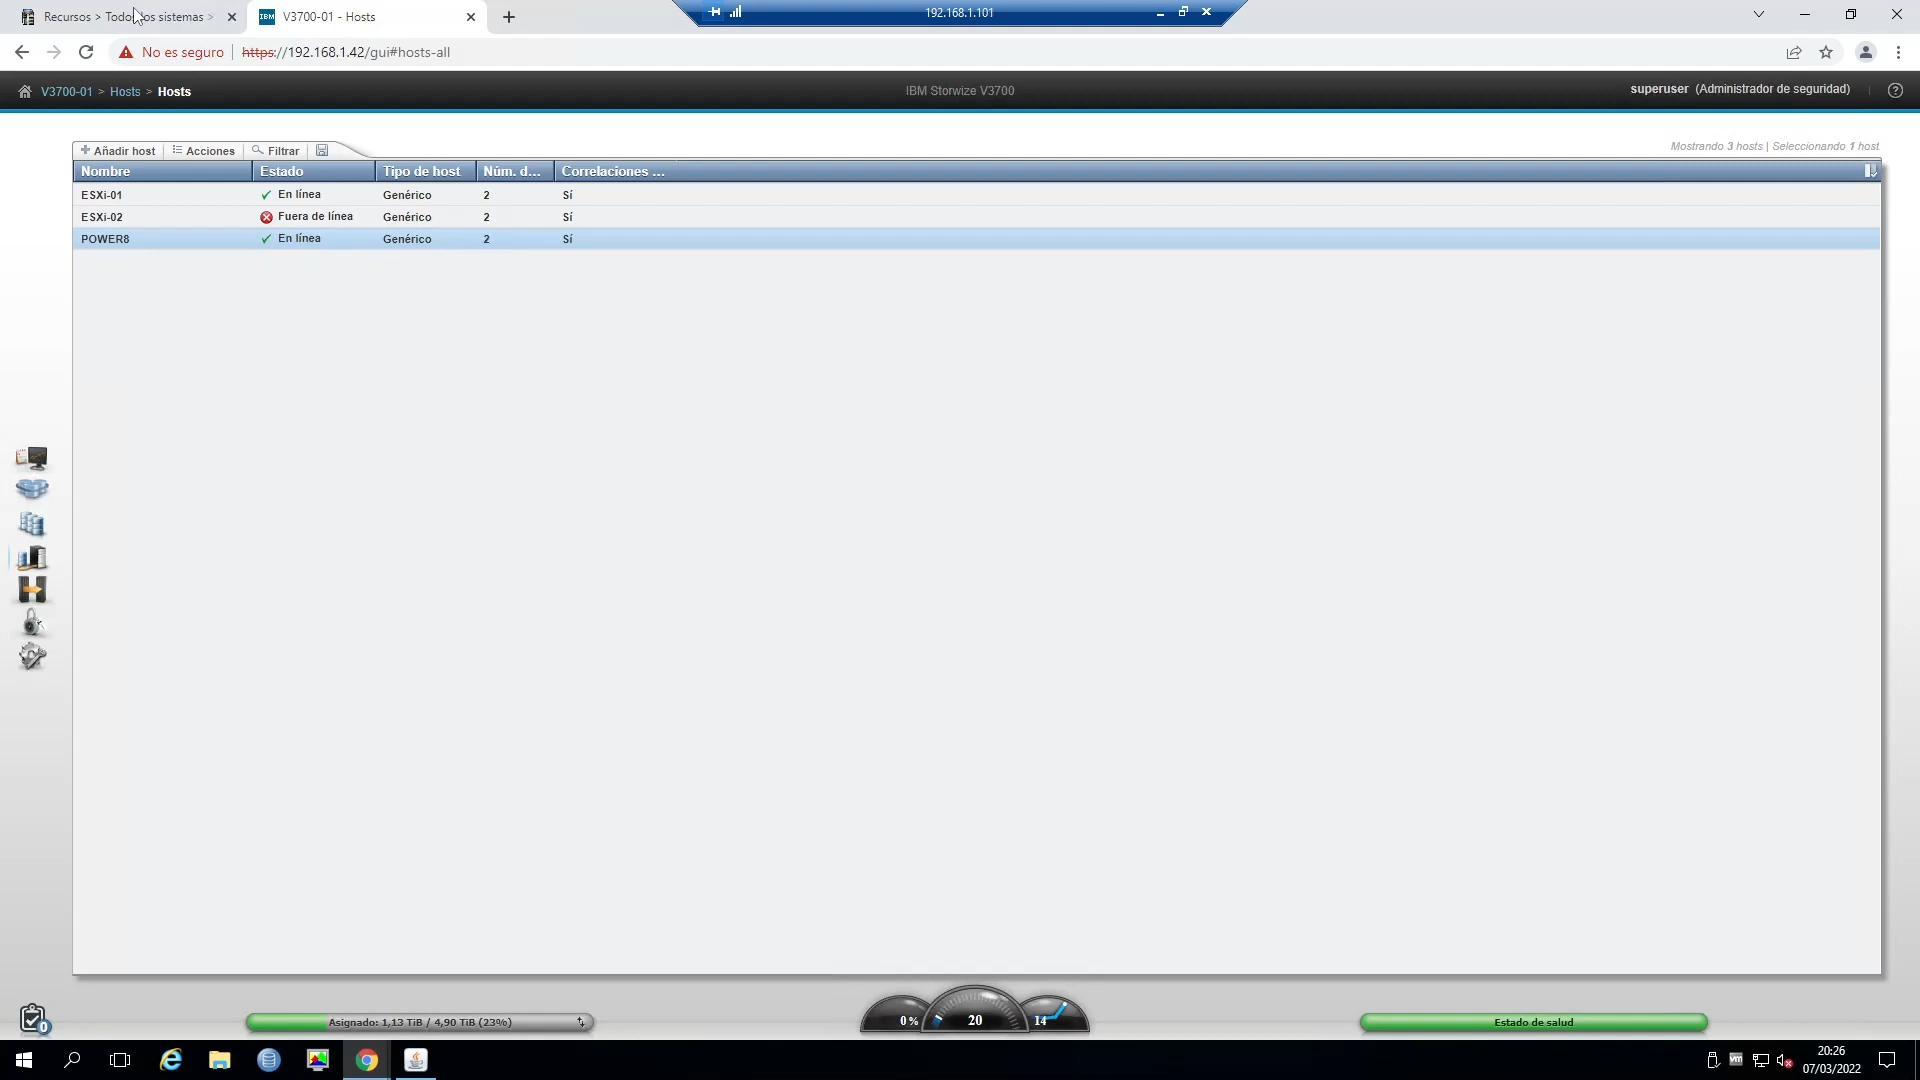 Recursos > Todos los sistemas >
IBM V3700-01 - Hosts
192.168.1.101
No es seguro https://192.168.1.42/gui#hosts-all
V3700-01 > Hosts > Hosts
IBM Storwize V3700
superuser (Administrador de seguridad)
Añadir host Acciones Filtrar
Mostrando 3 hosts | Seleccionando 1 host
Nombre Estado Tipo de host Núm. d... Correlaciones ...
ESXi-01 En línea Genérico 2 Sí
ESXi-02 Fuera de línea Genérico 2 Sí
POWER8 En línea Genérico 2 Sí
0
Asignado: 1,13 TiB / 4,90 TiB (23%)
0% 20 14
Estado de salud
vm
20:26
07/03/2022